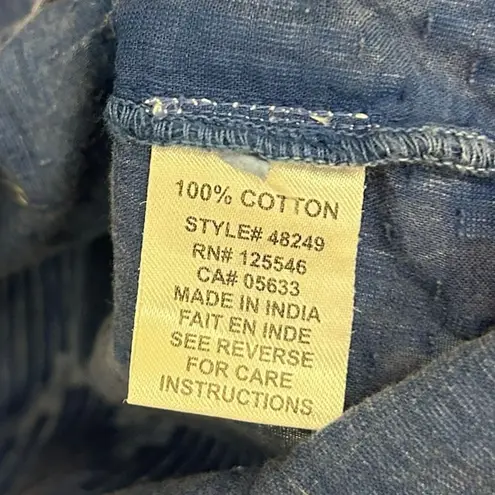 100% COTTON
STYLE# 48249
RN# 125546
CA# 05633
MADE IN INDIA
FAIT EN INDE
SEE REVERSE
FOR CARE
INSTRUCTIONS